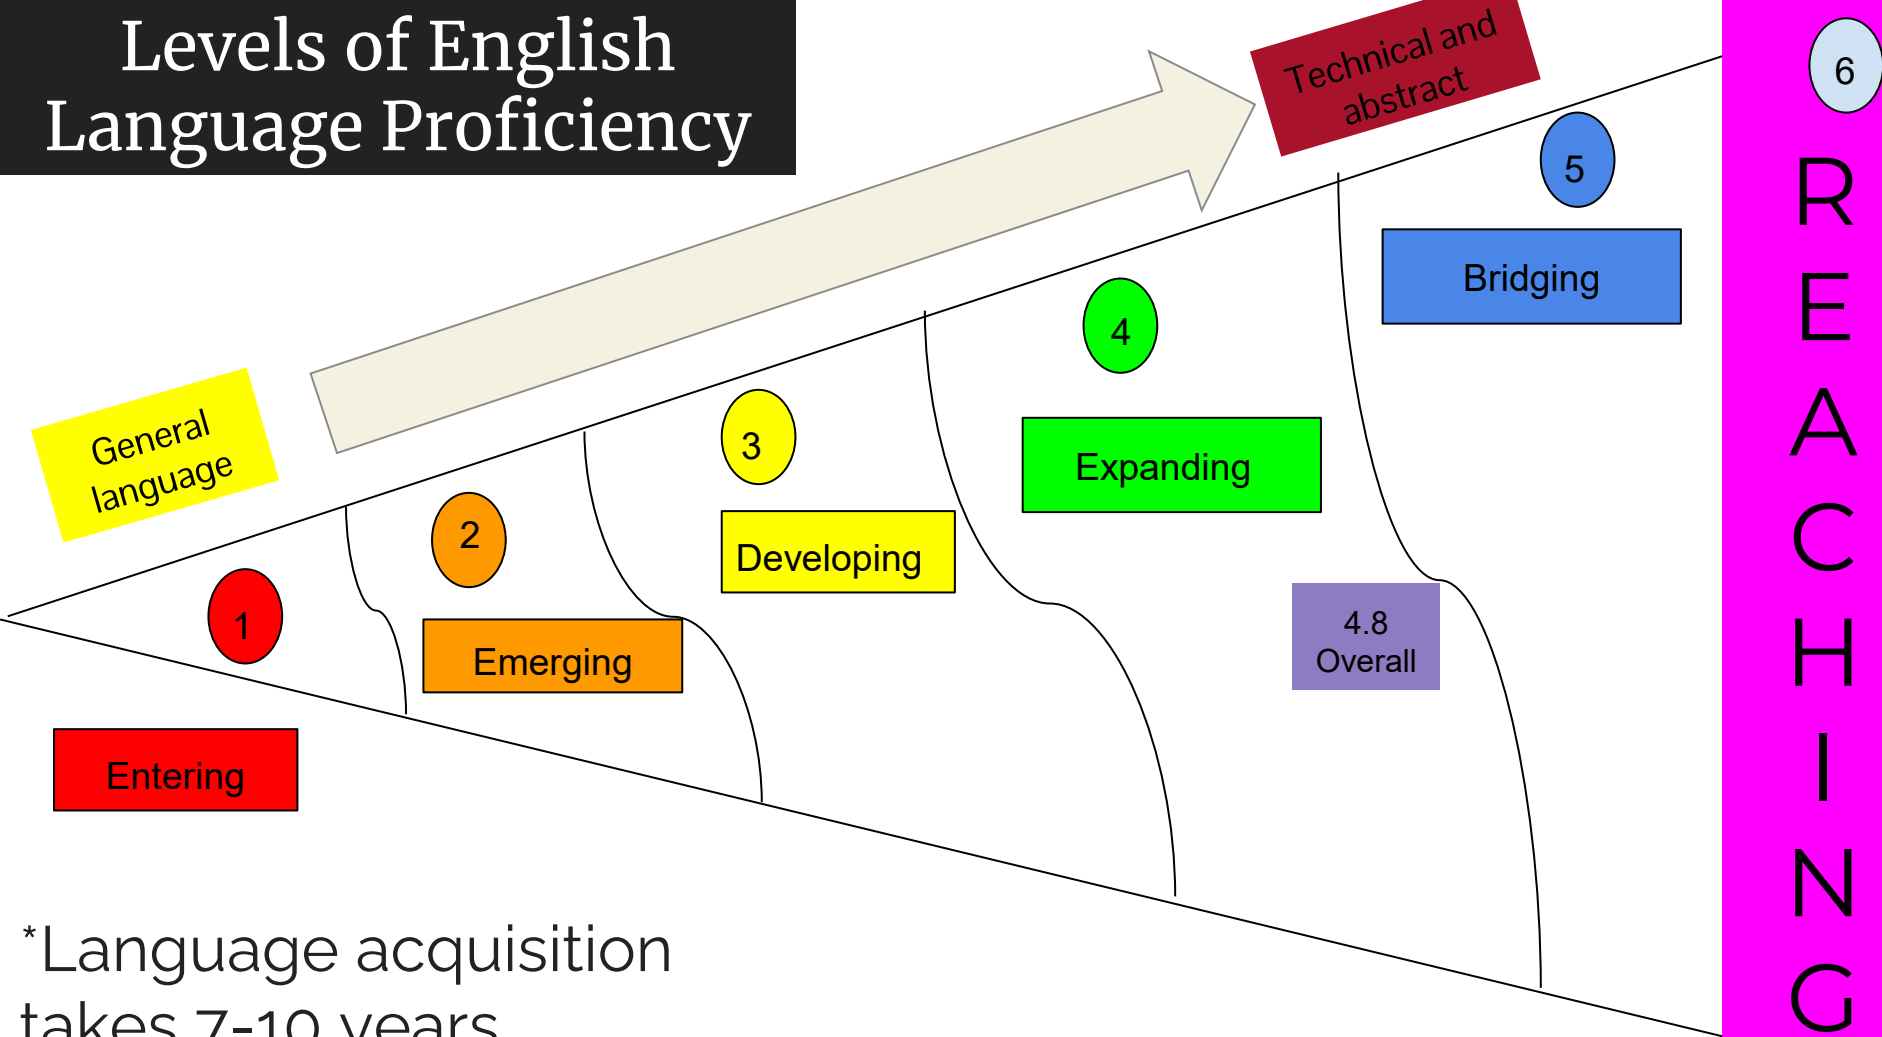 Levels of English
Language Proficiency
Technical and
abstract
General
language
1
Entering
2
Emerging
3
Developing
4
Expanding
4.8
Overall
5
Bridging
6
R
E
A
C
H
I
N
G
*Language acquisition
takes 7-10 years